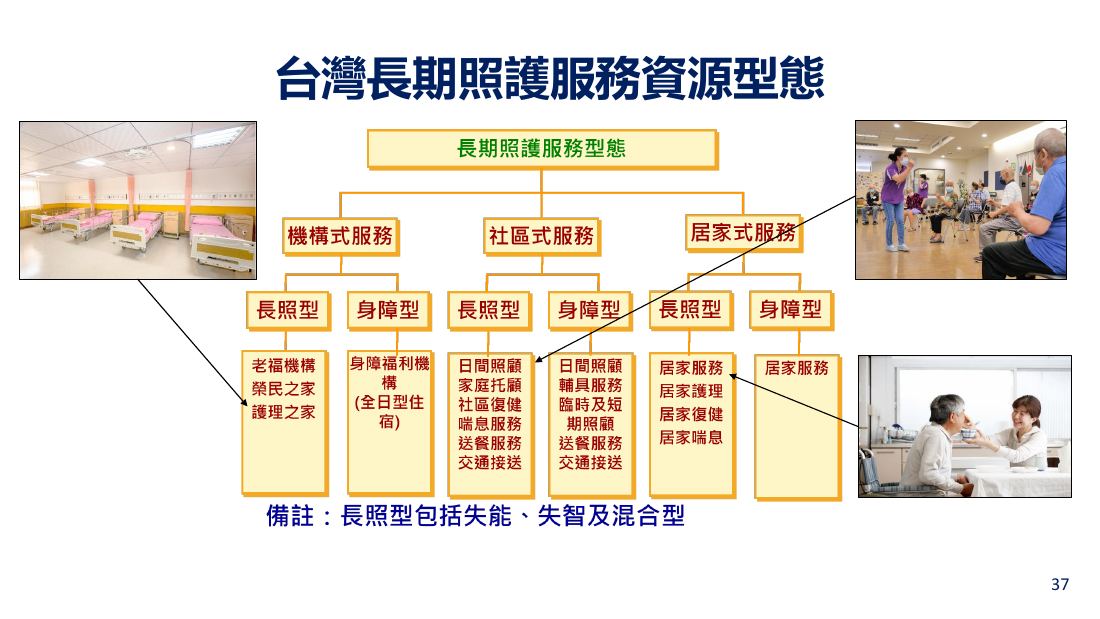 台灣長期照護服務資源型態
長期照護服務型態
機構式服務
社區式服務
居家式服務
長照型
身障型
長照型
身障型
長照型
身障型
老福機構
榮民之家
護理之家
身障福利機
構
(全日型住
宿)
日間照顧
家庭托顧
社區復健
喘息服務
送餐服務
交通接送
日間照顧
輔具服務
臨時及短
期照顧
送餐服務
交通接送
居家服務
居家護理
居家復健
居家喘息
居家服務
備註：長照型包括失能、失智及混合型
37